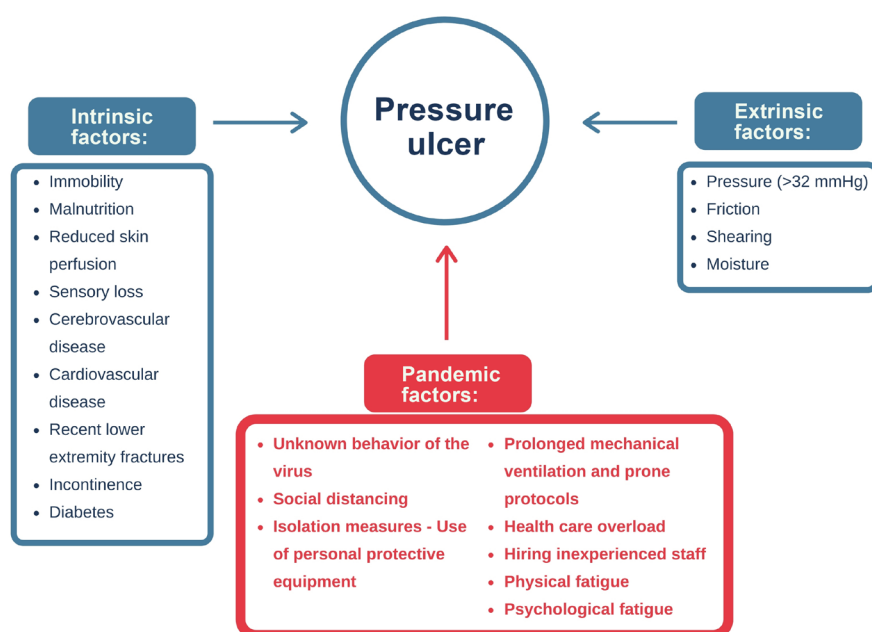 Pressure
ulcer
Intrinsic
factors:
• Immobility
• Malnutrition
• Reduced skin
perfusion
• Sensory loss
• Cerebrovascular
disease
• Cardiovascular
disease
• Recent lower
extremity fractures
• Incontinence
• Diabetes
Extrinsic
factors:
• Pressure (>32 mmHg)
• Friction
• Shearing
• Moisture
Pandemic
factors:
• Unknown behavior of the
virus
• Social distancing
• Isolation measures - Use
of personal protective
equipment
• Prolonged mechanical
ventilation and prone
protocols
• Health care overload
• Hiring inexperienced staff
• Physical fatigue
• Psychological fatigue